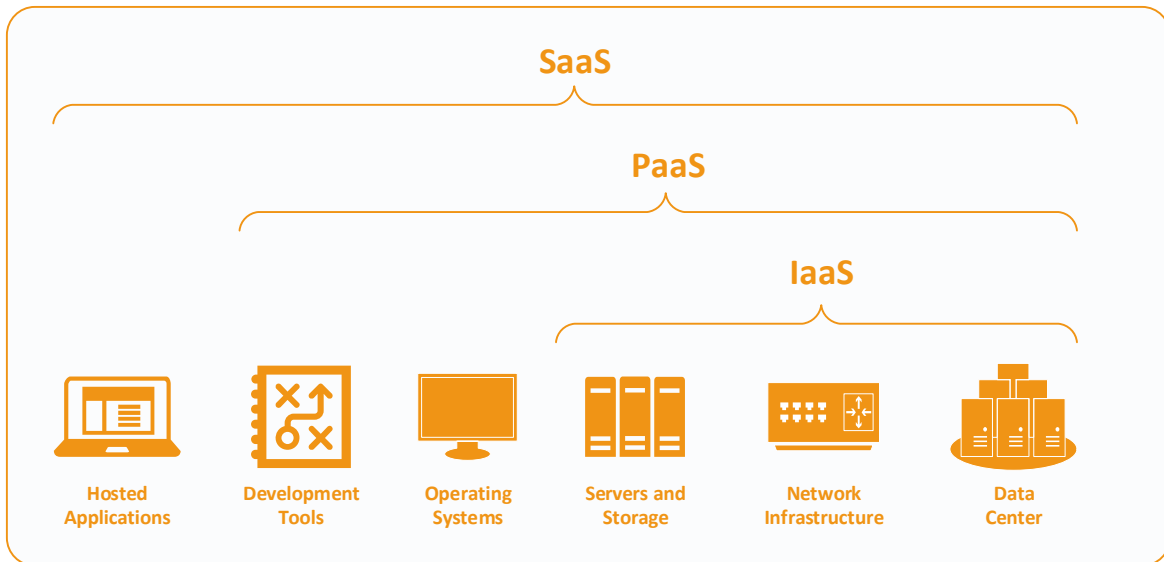 SaaS
PaaS
IaaS
Hosted
Applications
Development
Tools
Operating
Systems
Servers and
Storage
Network
Infrastructure
Data
Center